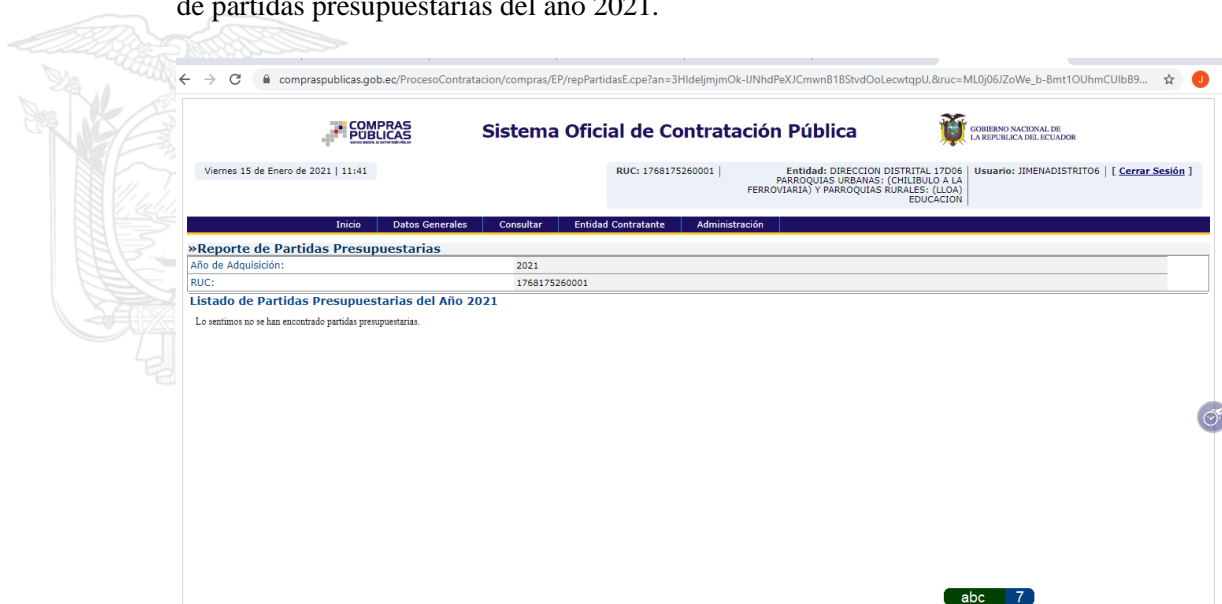 de partidas presupuestarias del año 2021.
compraspublicas.gob.ec/ProcesoContratacion/compras/EP/repPartidasE.cpe?an=3HIdeljmjmOk-UNhdPeXJCmwnB1BStvdOoLecwtqpU,&ruc=ML0j06JZoWe_b-Bmt1OUhmCUIbB9...
J
COMPRAS
PÚBLICAS
Sistema Oficial de Contratación Pública
GOBIERNO NACIONAL DE
LA REPUBLICA DEL ECUADOR
Viernes 15 de Enero de 2021 | 11:41
RUC: 1768175260001 |
Entidad: DIRECCION DISTRITAL 17D06
PARROQUIAS URBANAS: (CHILIBULO A LA
FERROVIARIA) Y PARROQUIAS RURALES: (LLOA)
EDUCACION
Usuario: JIMENADISTRITO6 | [ Cerrar Sesión ]
Inicio Datos Generales Consultar Entidad Contratante Administración
»Reporte de Partidas Presupuestarias
Año de Adquisición: 2021
RUC: 1768175260001
Listado de Partidas Presupuestarias del Año 2021
Lo sentimos no se han encontrado partidas presupuestarias.
abc 7